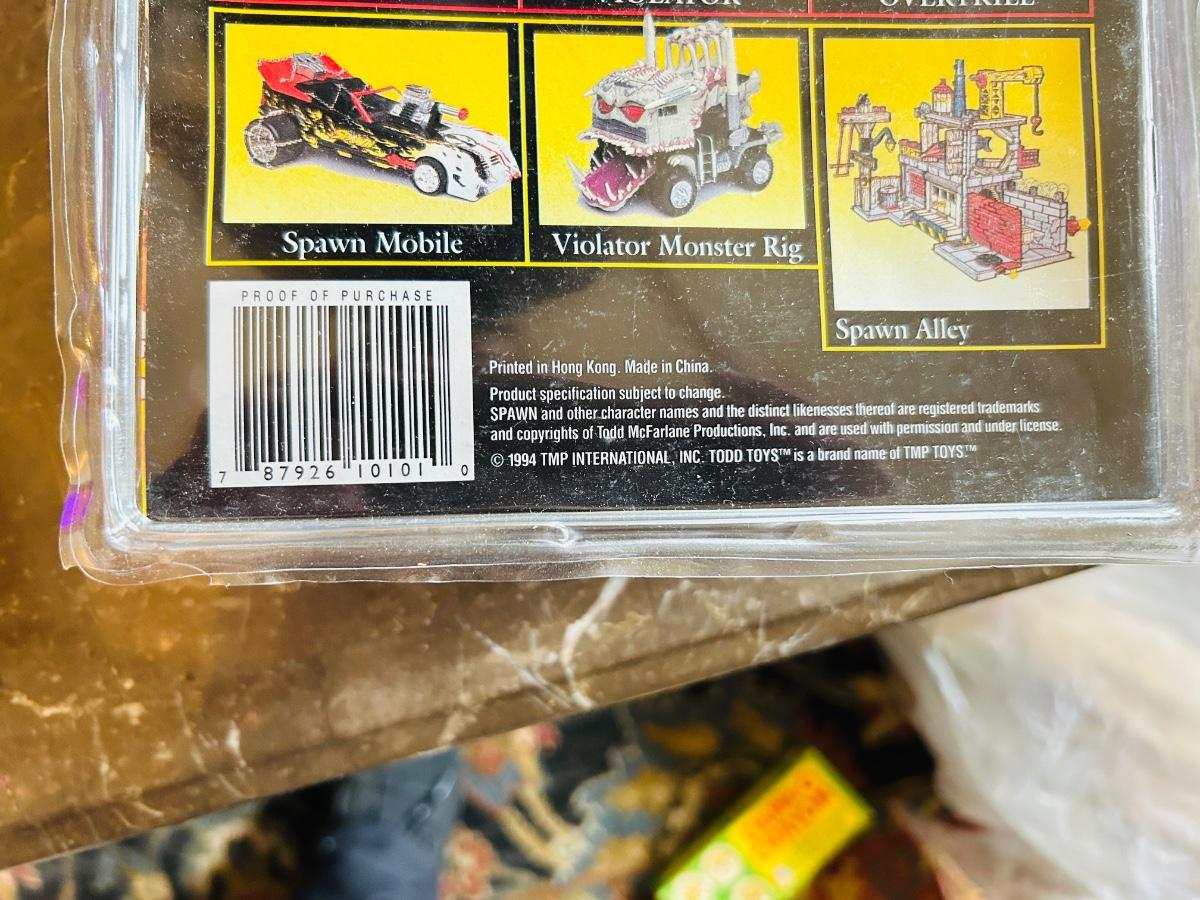 VIOLATOR
OVERTKILL
Spawn Mobile
Violator Monster Rig
Spawn Alley
PROOF OF PURCHASE
7 87926 10101 0
Printed in Hong Kong. Made in China.
Product specification subject to change.
SPAWN and other character names and the distinct likenesses thereof are registered trademarks
and copyrights of Todd McFarlane Productions, Inc. and are used with permission and under license.
© 1994 TMP INTERNATIONAL, INC. TODD TOYS™ is a brand name of TMP TOYS™